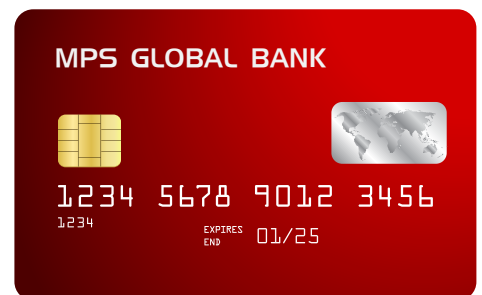 MPS GLOBAL BANK
1234 5678 9012 3456
1234
EXPIRES
END 01/25